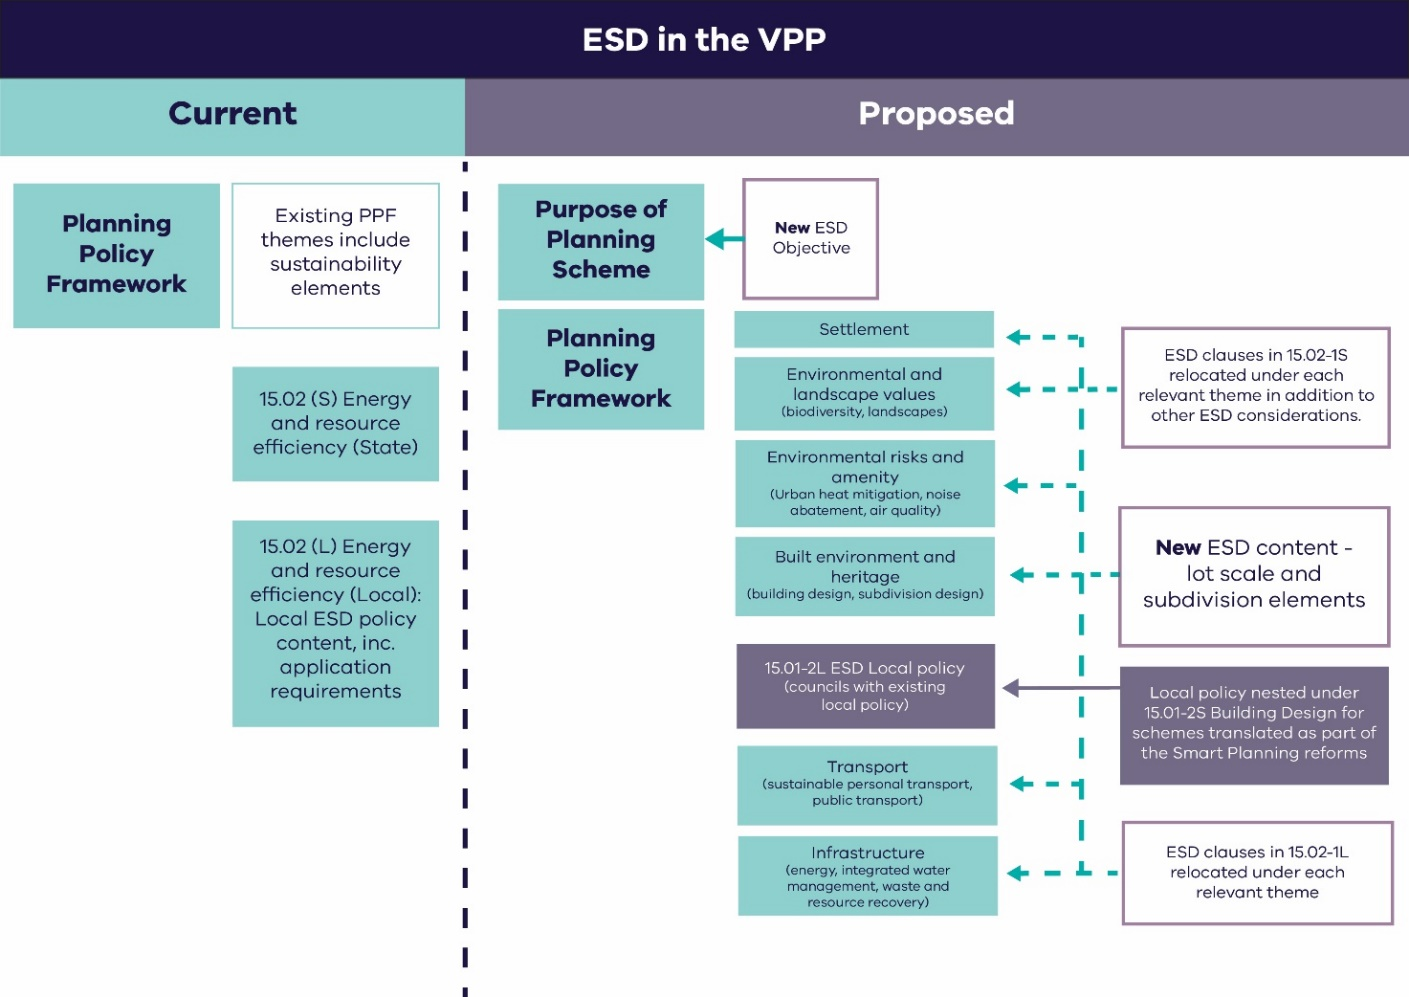 ESD in the VPP
Current
Proposed
Planning
Policy
Framework
Existing PPF
themes include
sustainability
elements
15.02 (S) Energy
and resource
efficiency (State)
15.02 (L) Energy
and resource
efficiency (Local):
Local ESD policy
content, inc.
application
requirements
Purpose of
Planning
Scheme
New ESD
Objective
Planning
Policy
Framework
Settlement
Environmental and
landscape values
(biodiversity, landscapes)
Environmental risks and
amenity
(Urban heat mitigation, noise
abatement, air quality)
Built environment and
heritage
(building design, subdivision design)
15.01-2L ESD Local policy
(councils with existing
local policy)
Transport
(sustainable personal transport,
public transport)
Infrastructure
(energy, integrated water
management, waste and
resource recovery)
ESD clauses in 15.02-1S
relocated under each
relevant theme in addition to
other ESD considerations.
New ESD content -
lot scale and
subdivision elements
Local policy nested under
15.01-2S Building Design for
schemes translated as part of
the Smart Planning reforms
ESD clauses in 15.02-1L
relocated under each
relevant theme